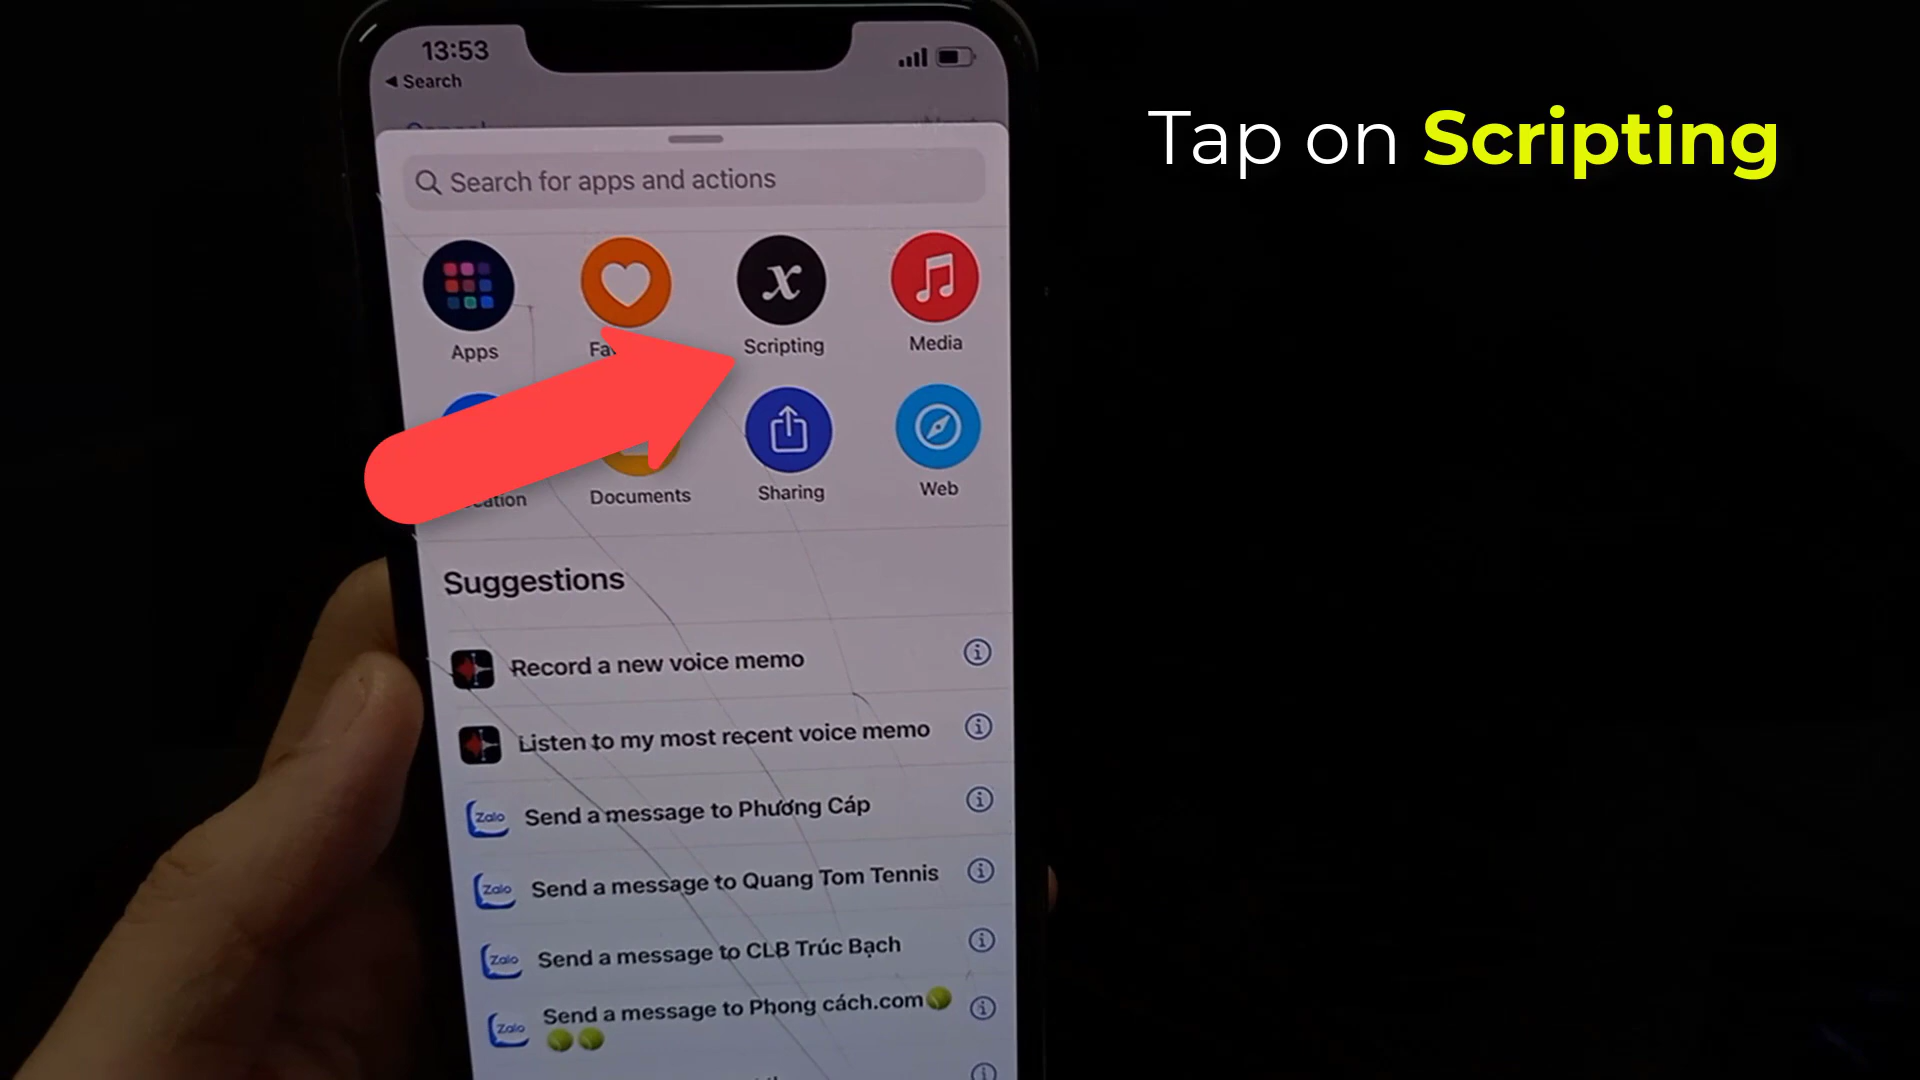 13:53
Search
Tap on Scripting
Search for apps and actions
Apps
Scripting
Media
Documents
Sharing
Web
Suggestions
Record a new voice memo
Listen to my most recent voice memo
Zalo
Send a message to Phương Cáp
Zalo
Send a message to Quang Tom Tennis
Zalo
Send a message to CLB Trúc Bạch
Zalo
Send a message to Phong cách.com🎾
🎾🎾